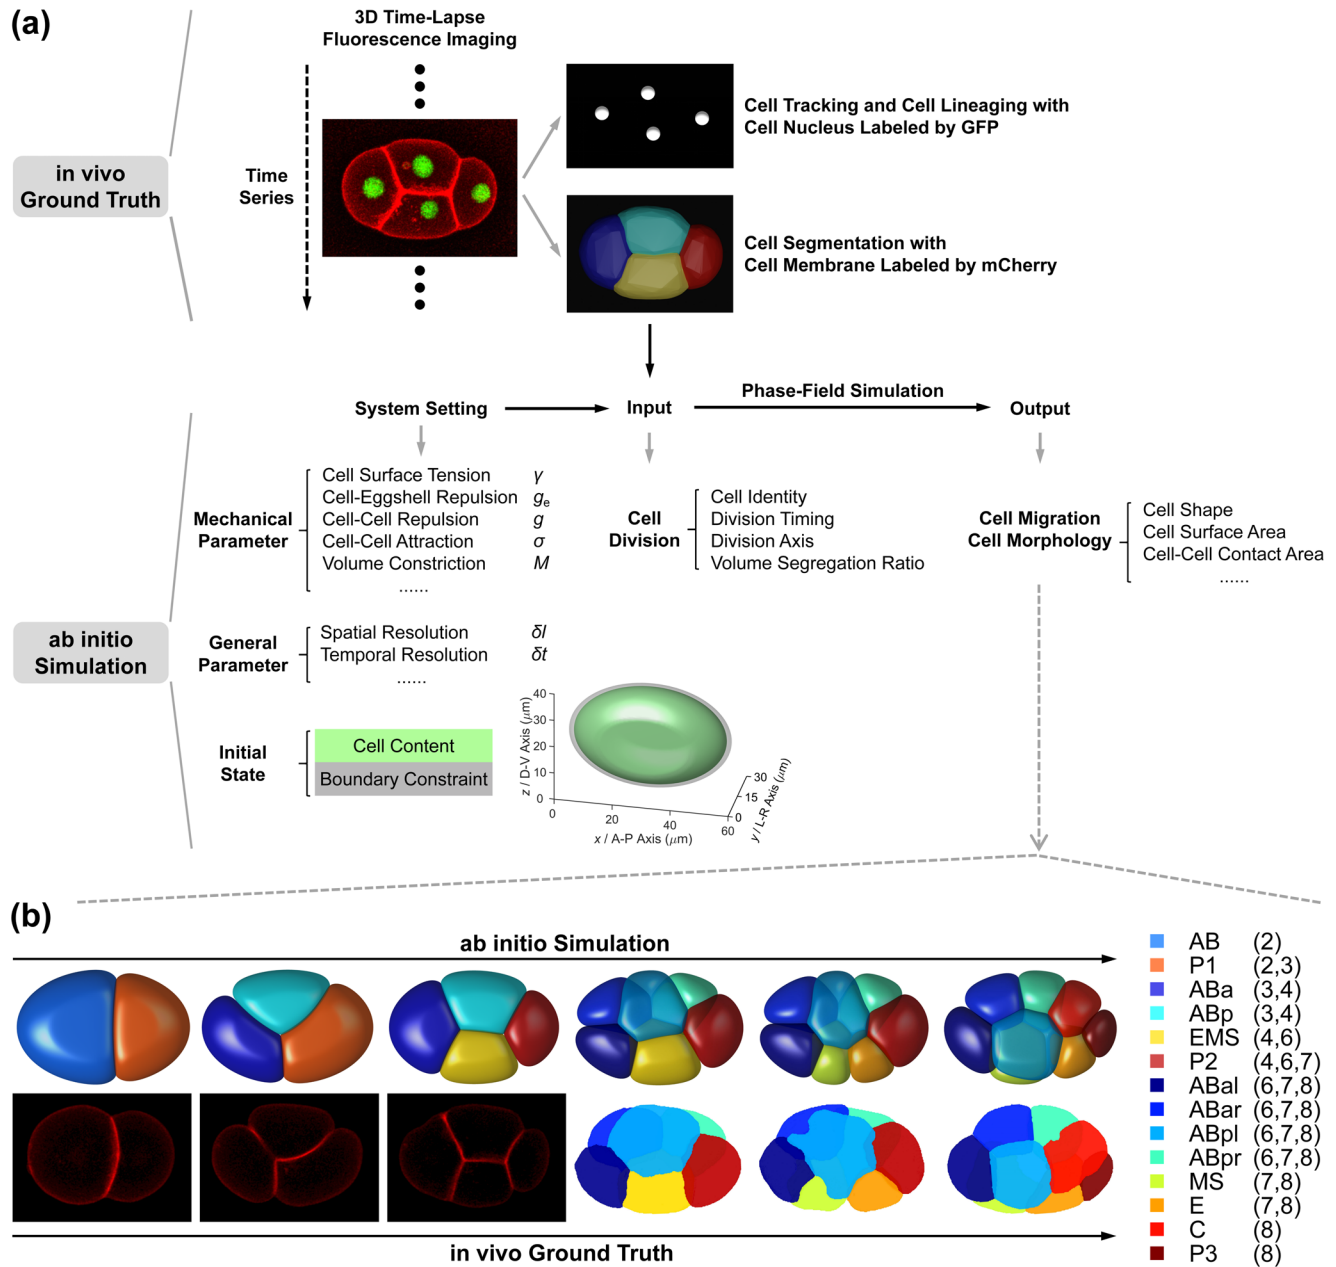 (a)
3D Time-Lapse
Fluorescence Imaging
in vivo
Ground Truth
Time
Series
Cell Tracking and Cell Lineaging with
Cell Nucleus Labeled by GFP
Cell Segmentation with
Cell Membrane Labeled by mCherry
System Setting
Input
Phase-Field Simulation
Output
ab initio
Simulation
Mechanical
Parameter
Cell Surface Tension γ
Cell-Eggshell Repulsion gₑ
Cell-Cell Repulsion g
Cell-Cell Attraction σ
Volume Constriction M
......
Cell
Division
Cell Identity
Division Timing
Division Axis
Volume Segregation Ratio
Cell Migration
Cell Morphology
Cell Shape
Cell Surface Area
Cell-Cell Contact Area
......
General
Parameter
Spatial Resolution δl
Temporal Resolution δt
......
Initial
State
Cell Content
Boundary Constraint
z / D-V Axis (μm)
40
30
20
10
0
0
20
40
60
x / A-P Axis (μm)
0
15
30
y / L-R Axis (μm)
(b)
ab initio Simulation
in vivo Ground Truth
AB (2)
P1 (2,3)
ABa (3,4)
ABp (3,4)
EMS (4,6)
P2 (4,6,7)
ABal (6,7,8)
ABar (6,7,8)
ABpl (6,7,8)
ABpr (6,7,8)
MS (7,8)
E (7,8)
C (8)
P3 (8)